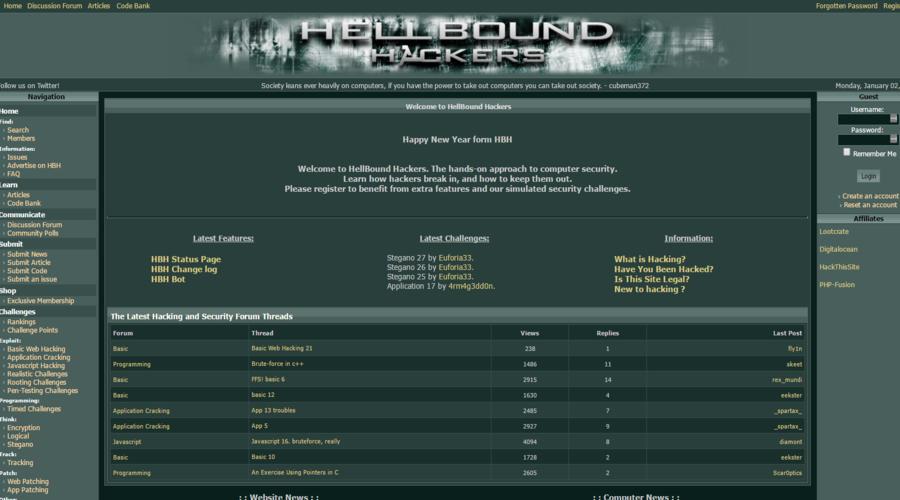 Home Discussion Forum Articles Code Bank
Forgotten Password
HELLBOUND
HACKERS
ollow us on Twitter!
Society leans ever heavily on computers, if you have the power to take out computers you can take out society. - cubeman372
Monday, January 02,
Navigation
Home
Find:
› Search
› Members
Information:
› Issues
› Advertise on HBH
› FAQ
Learn
› Articles
› Code Bank
Communicate
› Discussion Forum
› Community Polls
Submit
› Submit News
› Submit Article
› Submit Code
› Submit an issue
Shop
› Exclusive Membership
Challenges
› Rankings
› Challenge Points
Exploit:
› Basic Web Hacking
› Application Cracking
› Javascript Hacking
› Realistic Challenges
› Rooting Challenges
› Pen-Testing Challenges
Programming:
› Timed Challenges
Think:
› Encryption
› Logical
› Stegano
Track:
› Tracking
Patch:
› Web Patching
› App Patching
Other:
Welcome to HellBound Hackers
Happy New Year form HBH
Welcome to HellBound Hackers. The hands-on approach to computer security.
Learn how hackers break in, and how to keep them out.
Please register to benefit from extra features and our simulated security challenges.
Latest Features:
HBH Status Page
HBH Change log
HBH Bot
Latest Challenges:
Stegano 27 by Euforia33.
Stegano 26 by Euforia33.
Stegano 25 by Euforia33.
Application 17 by 4rm4g3dd0n.
Information:
What is Hacking?
Have You Been Hacked?
Is This Site Legal?
New to hacking ?
The Latest Hacking and Security Forum Threads
Forum Thread Views Replies Last Post
Basic Basic Web Hacking 21 238 1 fly1n
Programming Brute-force in c++ 1486 11 skeet
Basic FFS! basic 6 2915 14 rex_mundi
Basic basic 12 1630 4 eekster
Application Cracking App 13 troubles 2485 7 _spartax_
Application Cracking App 5 2927 9 _spartax_
Javascript Javascript 16. bruteforce, really 4094 8 diamont
Basic Basic 10 1728 2 eekster
Programming An Exercise Using Pointers in C 2605 2 Scar0ptics
: : Website News : :
: : Computer News : :
Guest
Username:
Password:
Remember Me
Login
› Create an account
› Reset an account
Affiliates
Lootcrate
Digitalocean
HackThisSite
PHP-Fusion